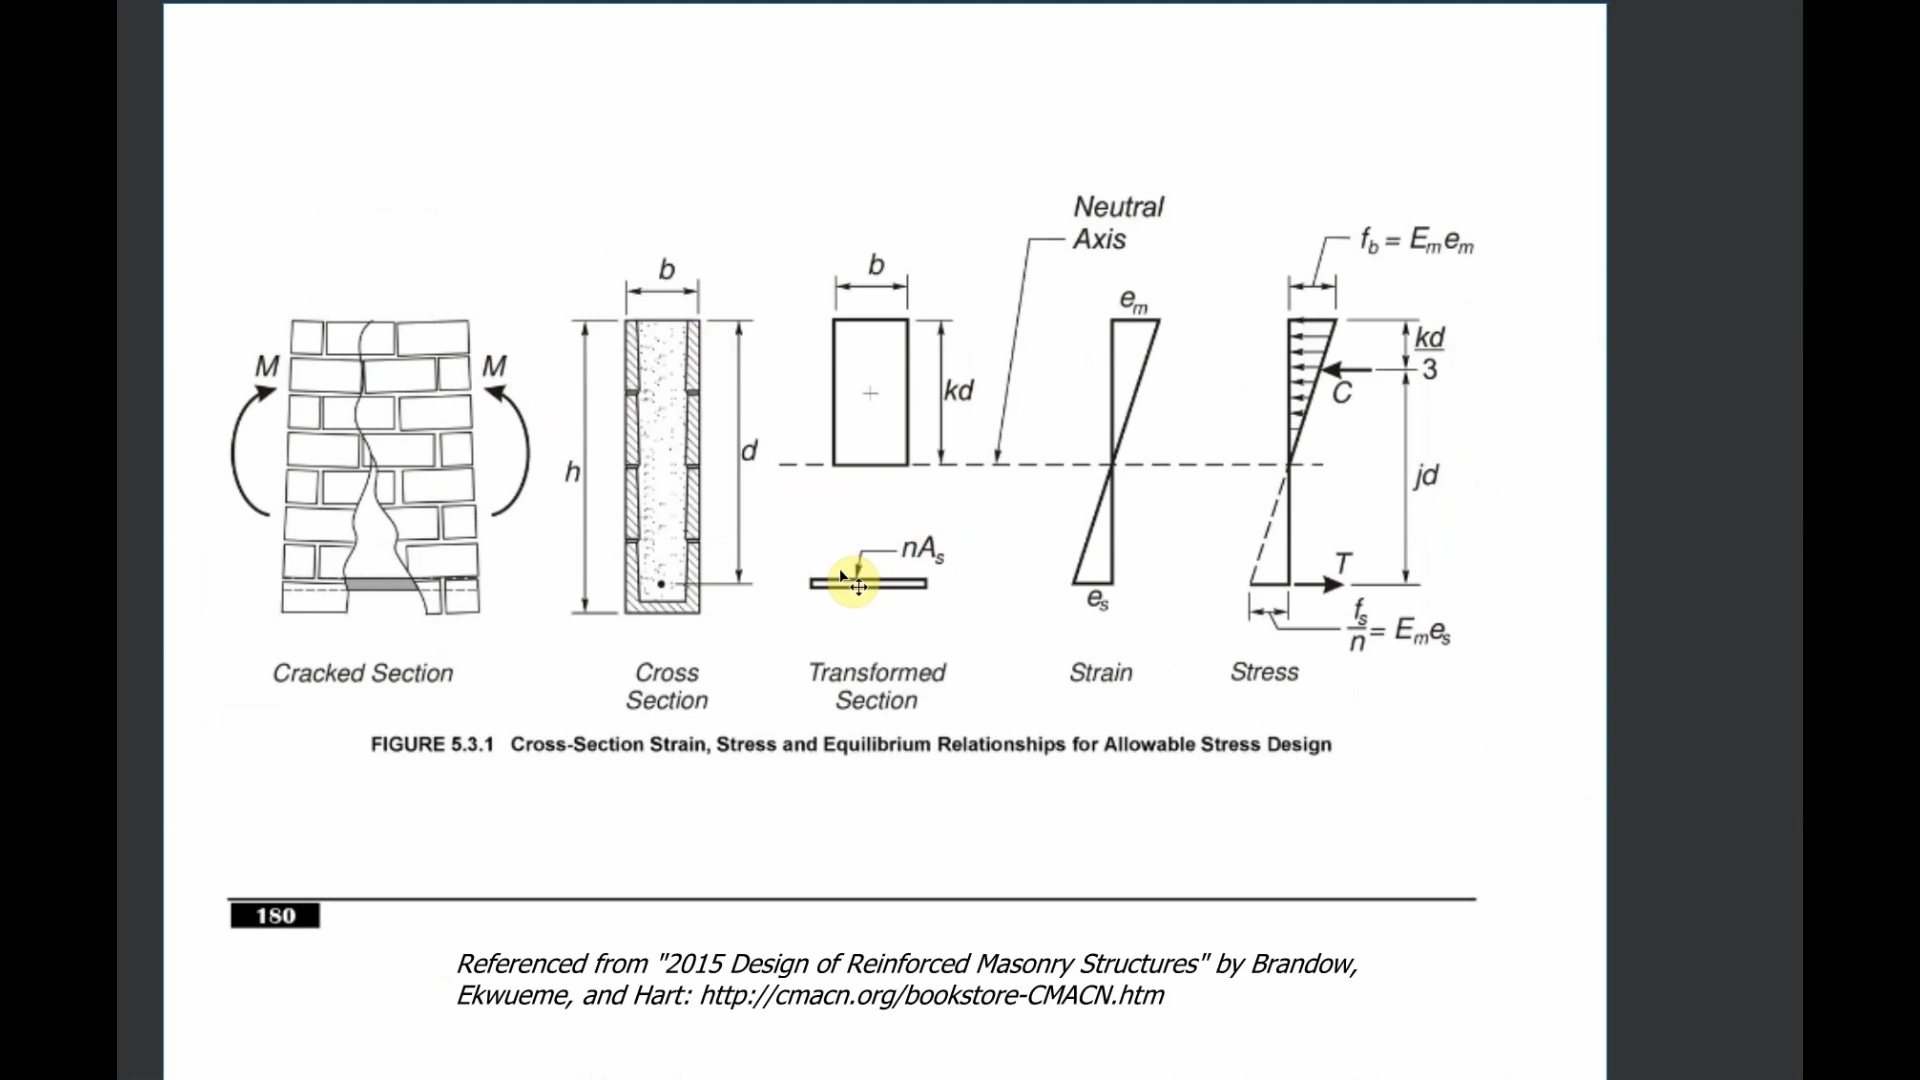 Neutral
Axis
f_b = E_m e_m
b
b
e_m
kd
3
M
M
C
kd
d
h
jd
nA_s
T
e_s
f_s
n
= E_m e_s
Cracked Section
Cross
Section
Transformed
Section
Strain
Stress
FIGURE 5.3.1 Cross-Section Strain, Stress and Equilibrium Relationships for Allowable Stress Design
180
Referenced from "2015 Design of Reinforced Masonry Structures" by Brandow,
Ekwueme, and Hart: http://cmacn.org/bookstore-CMACN.htm